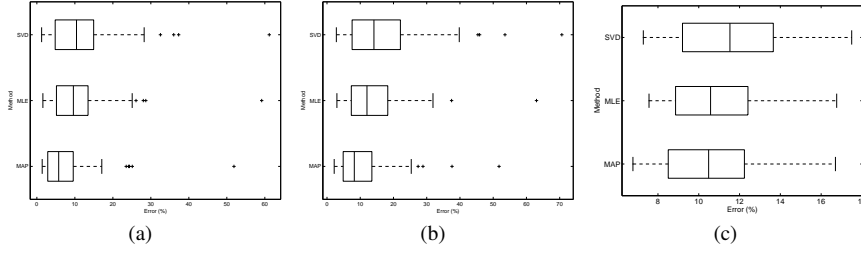 SVD
MLE
MAP
Method
0 10 20 30 40 50 60
Error (%)
(a)
SVD
MLE
MAP
Method
0 10 20 30 40 50 60 70
Error (%)
(b)
SVD
MLE
MAP
Method
8 10 12 14 16 18
Error (%)
(c)